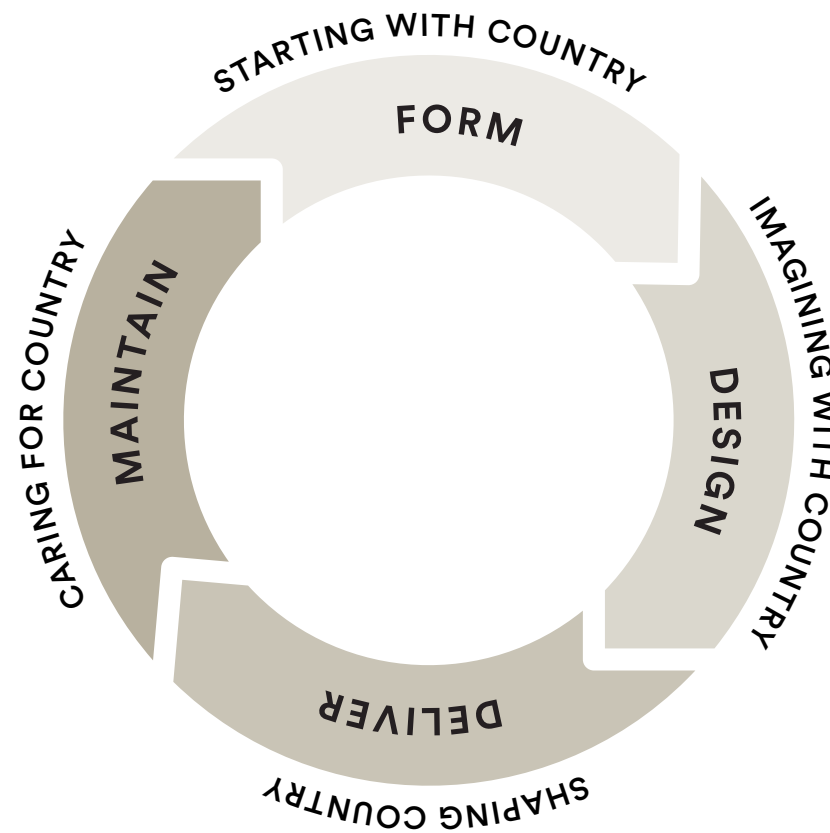 STARTING WITH COUNTRY
FORM
IMAGINING WITH COUNTRY
DESIGN
SHAPING COUNTRY
DELIVER
CARING FOR COUNTRY
MAINTAIN